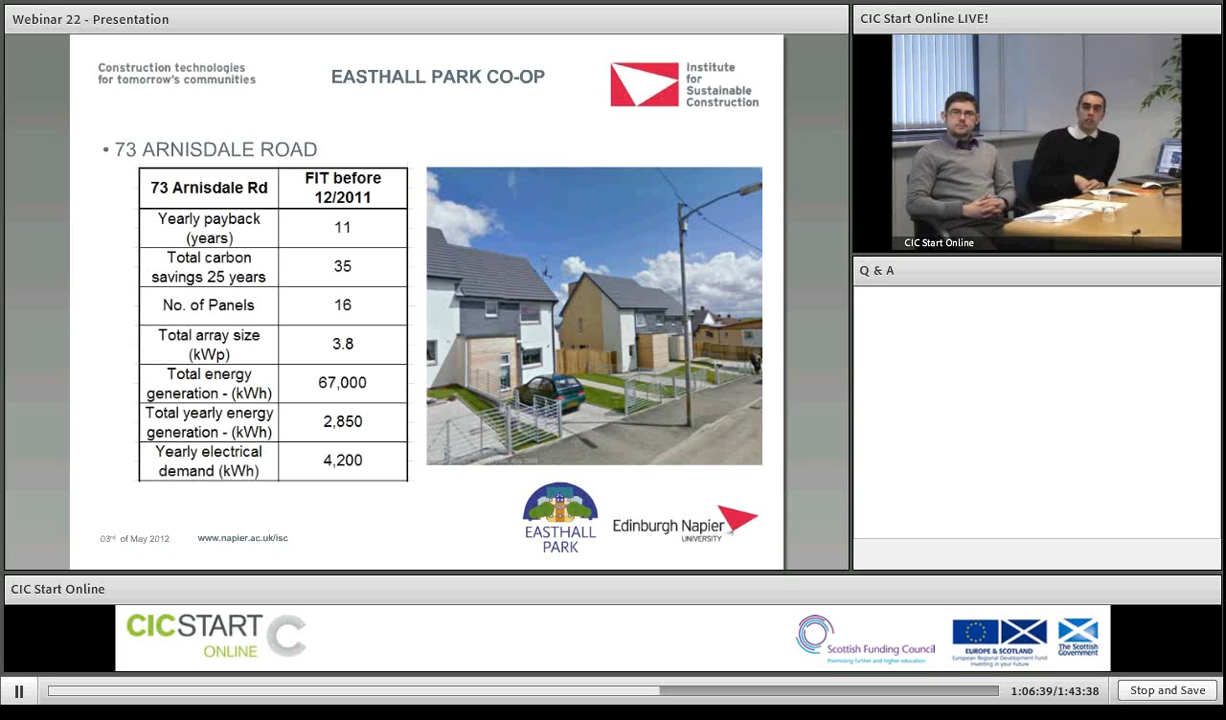 Webinar 22 - Presentation
CIC Start Online LIVE!
Construction technologies
for tomorrow's communities
EASTHALL PARK CO-OP
Institute
for
Sustainable
Construction
• 73 ARNISDALE ROAD
73 Arnisdale Rd
FIT before
12/2011
Yearly payback
(years)
11
Total carbon
savings 25 years
35
No. of Panels
16
Total array size
(kWp)
3.8
Total energy
generation - (kWh)
67,000
Total yearly energy
generation - (kWh)
2,850
Yearly electrical
demand (kWh)
4,200
EASTHALL
PARK
Edinburgh Napier
UNIVERSITY
03rd of May 2012
www.napier.ac.uk/isc
CIC Start Online
Q & A
CIC Start Online
CICSTART
ONLINE
Scottish Funding Council
Promoting further and higher education
EUROPE & SCOTLAND
European Regional Development Fund
Investing in your Future
The Scottish
Government
1:06:39/1:43:38
Stop and Save